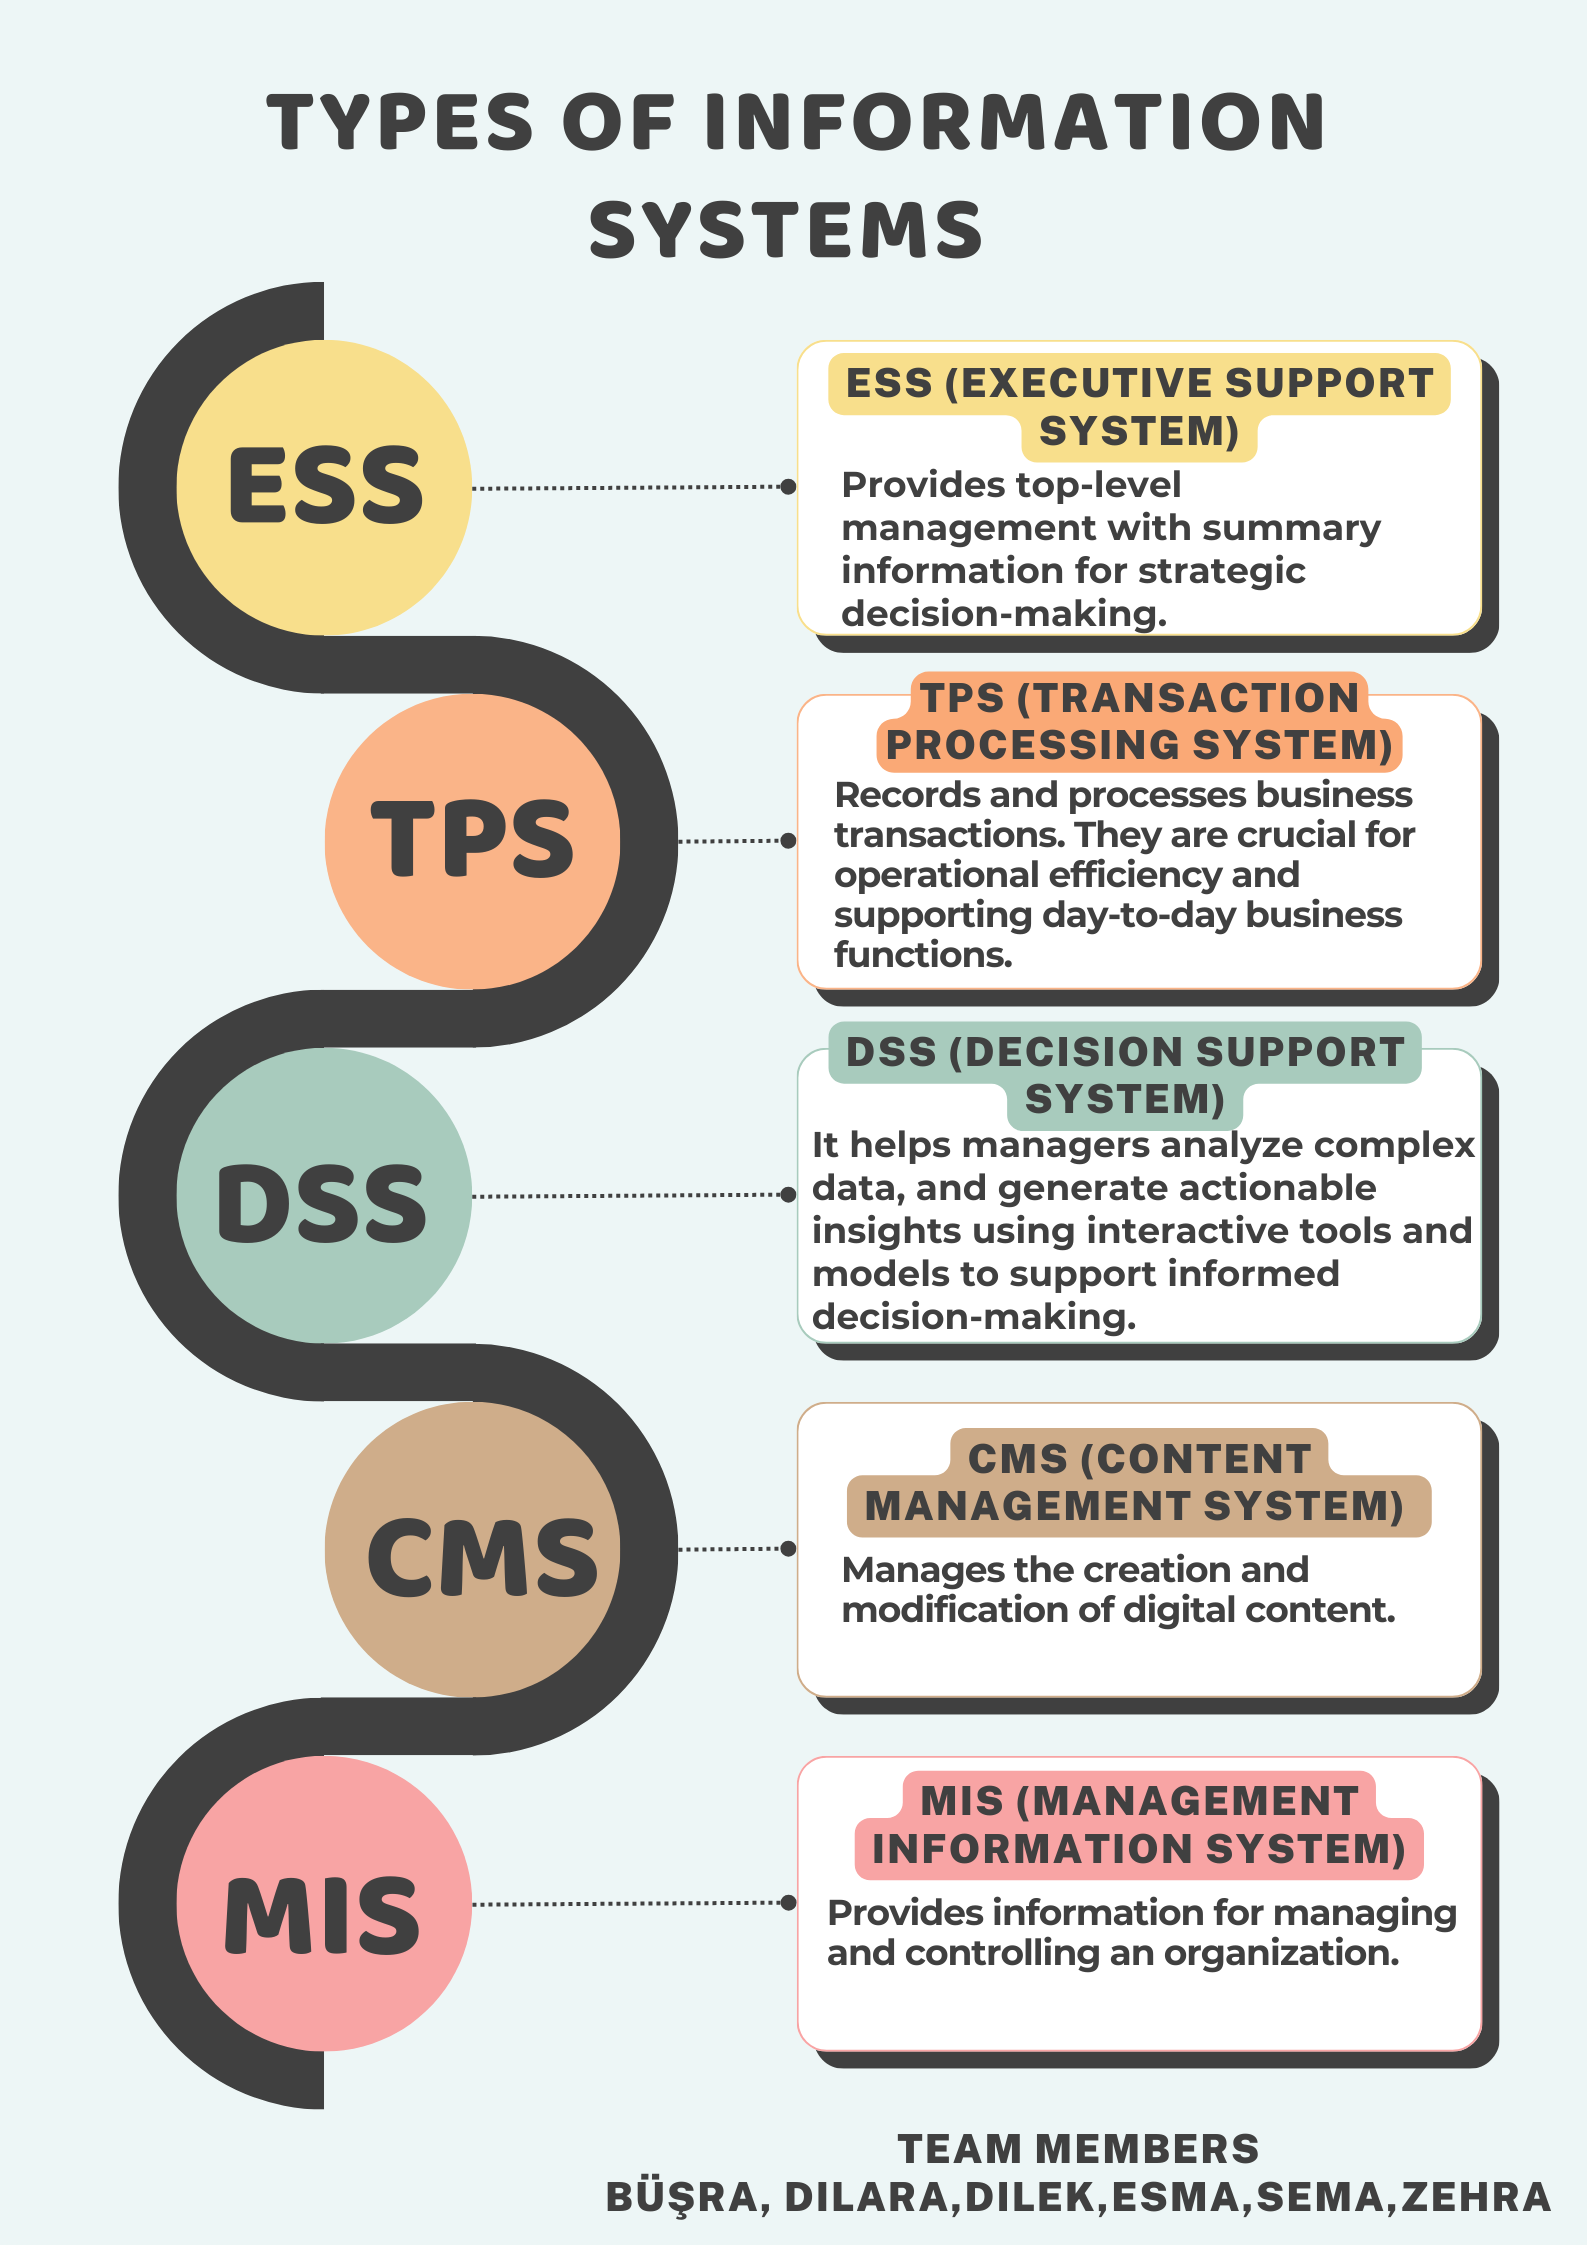 TYPES OF INFORMATION
SYSTEMS
ESS
ESS (EXECUTIVE SUPPORT
SYSTEM)
Provides top-level
management with summary
information for strategic
decision-making.
TPS
TPS (TRANSACTION
PROCESSING SYSTEM)
Records and processes business
transactions. They are crucial for
operational efficiency and
supporting day-to-day business
functions.
DSS
DSS (DECISION SUPPORT
SYSTEM)
It helps managers analyze complex
data, and generate actionable
insights using interactive tools and
models to support informed
decision-making.
CMS
CMS (CONTENT
MANAGEMENT SYSTEM)
Manages the creation and
modification of digital content.
MIS
MIS (MANAGEMENT
INFORMATION SYSTEM)
Provides information for managing
and controlling an organization.
TEAM MEMBERS
BÜŞRA, DILARA,DILEK,ESMA,SEMA,ZEHRA